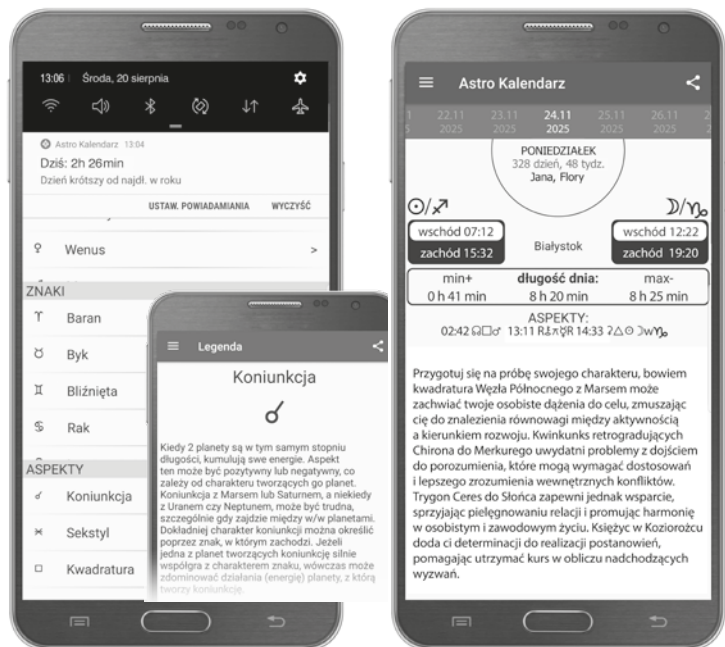 13:06 Środa, 20 sierpnia
Astro Kalendarz 13:04
Dziś: 2h 26min
Dzień krótszy od najdł. w roku
USTAW. POWIADAMIANIA WYCZYŚĆ
♀ Wenus >
ZNAKI
♈ Baran
♉ Byk
♊ Bliźnięta
♋ Rak
ASPEKTY
☌ Koniunkcja
⚹ Sekstyl
□ Kwadratura
Legenda
Koniunkcja
☌
Kiedy 2 planety są w tym samym stopniu
długości, kumulują swe energie. Aspekt
ten może być pozytywny lub negatywny, co
zależy od charakteru tworzących go planet.
Koniunkcja z Marsem lub Saturnem, a niekiedy
z Uranem czy Neptunem, może być trudna,
szczególnie gdy zajdzie między w/w planetami.
Dokładniej charakter koniunkcji można określić
poprzez znak, w którym zachodzi. Jeżeli
jedna z planet tworzących koniunkcję silnie
współgra z charakterem znaku, wówczas może
zdominować działania (energię) planety, z którą
tworzy koniunkcję.
Astro Kalendarz
22.11 23.11 24.11 25.11 26.11
2025 2025 2025 2025 2025
PONIEDZIAŁEK
328 dzień, 48 tydz.
Jana, Flory
☉/♐ ☽/♑
wschód 07:12 wschód 12:22
zachód 15:32 Białystok zachód 19:20
min+ długość dnia: max-
0 h 41 min 8 h 20 min 8 h 25 min
ASPEKTY:
02:42 ☊□♂ 13:11 R⚷⚻☿R 14:33 ⚳△☉ ☽w♑
Przygotuj się na próbę swojego charakteru, bowiem
kwadratura Węzła Północnego z Marsem może
zachwiać twoje osobiste dążenia do celu, zmuszając
cię do znalezienia równowagi między aktywnością
a kierunkiem rozwoju. Kwinkunks retrogradujących
Chirona do Merkurego uwydatni problemy z dojściem
do porozumienia, które mogą wymagać dostosowań
i lepszego zrozumienia wewnętrznych konfliktów.
Trygon Ceres do Słońca zapewni jednak wsparcie,
sprzyjając pielęgnowaniu relacji i promując harmonię
w osobistym i zawodowym życiu. Księżyc w Koziorożcu
doda ci determinacji do realizacji postanowień,
pomagając utrzymać kurs w obliczu nadchodzących
wyzwań.